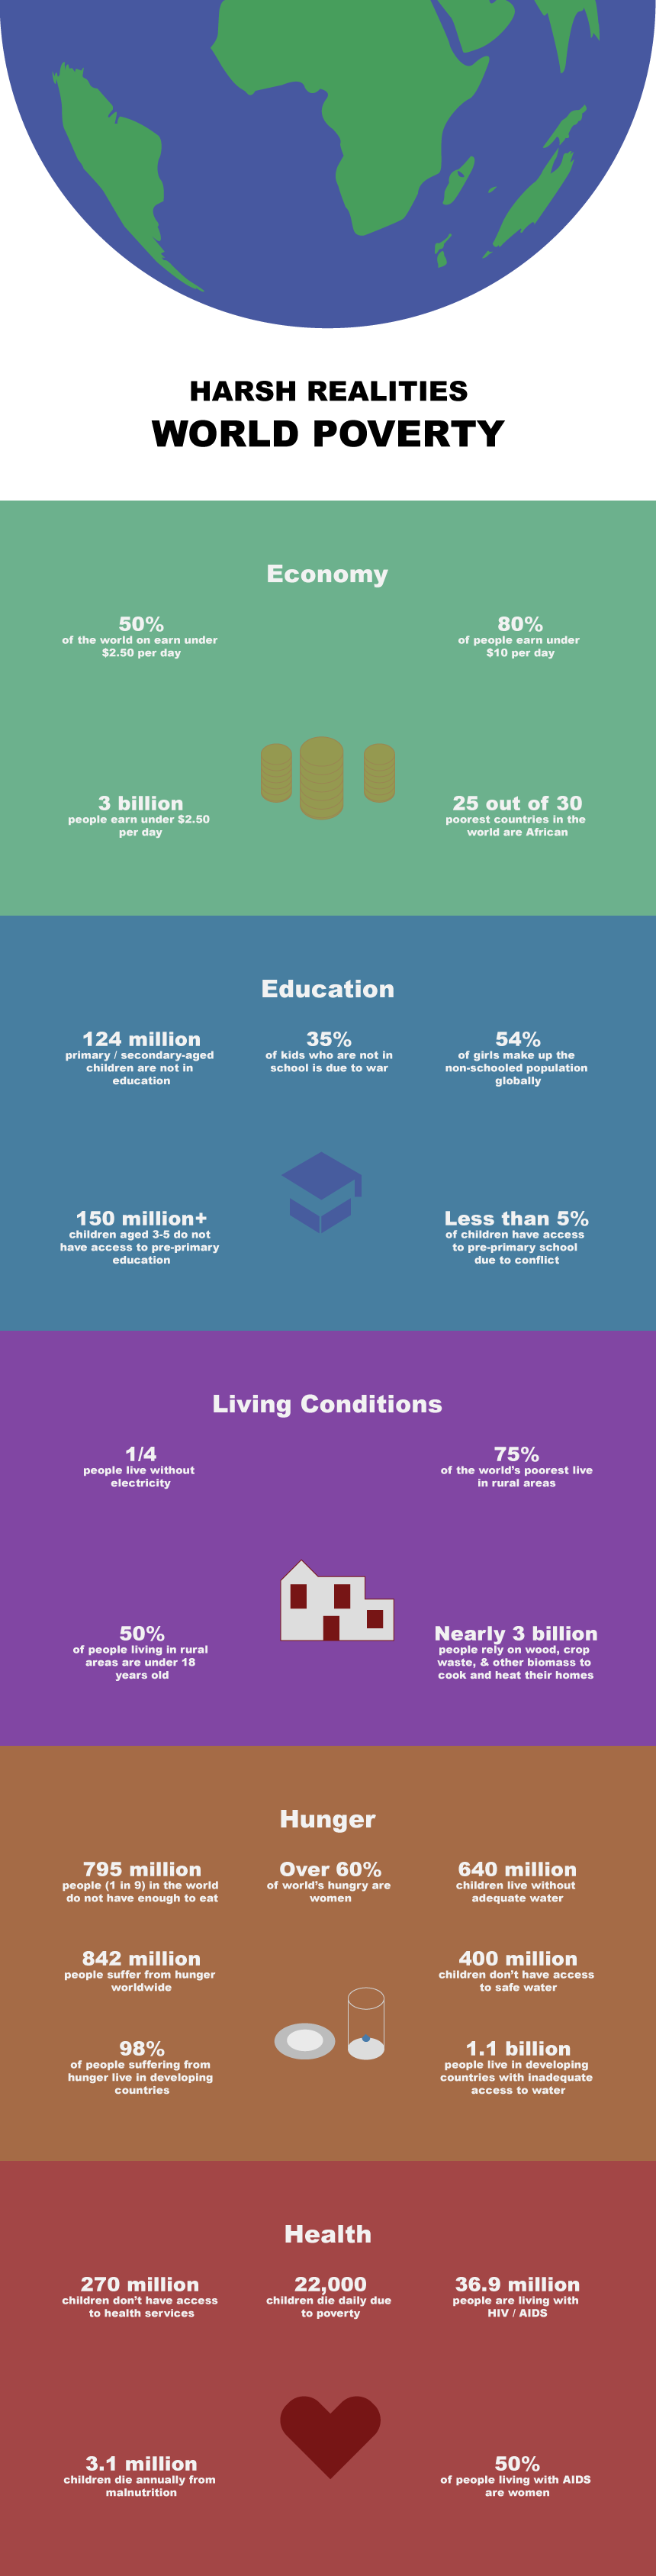 HARSH REALITIES
WORLD POVERTY
Economy
50%
of the world on earn under
$2.50 per day
80%
of people earn under
$10 per day
3 billion
people earn under $2.50
per day
25 out of 30
poorest countries in the
world are African
Education
124 million
primary / secondary-aged
children are not in
education
35%
of kids who are not in
school is due to war
54%
of girls make up the
non-schooled population
globally
150 million+
children aged 3-5 do not
have access to pre-primary
education
Less than 5%
of children have access
to pre-primary school
due to conflict
Living Conditions
1/4
people live without
electricity
75%
of the world's poorest live
in rural areas
50%
of people living in rural
areas are under 18
years old
Nearly 3 billion
people rely on wood, crop
waste, & other biomass to
cook and heat their homes
Hunger
795 million
people (1 in 9) in the world
do not have enough to eat
Over 60%
of world's hungry are
women
640 million
children live without
adequate water
842 million
people suffer from hunger
worldwide
400 million
children don't have access
to safe water
98%
of people suffering from
hunger live in developing
countries
1.1 billion
people live in developing
countries with inadequate
access to water
Health
270 million
children don't have access
to health services
22,000
children die daily due
to poverty
36.9 million
people are living with
HIV / AIDS
3.1 million
children die annually from
malnutrition
50%
of people living with AIDS
are women